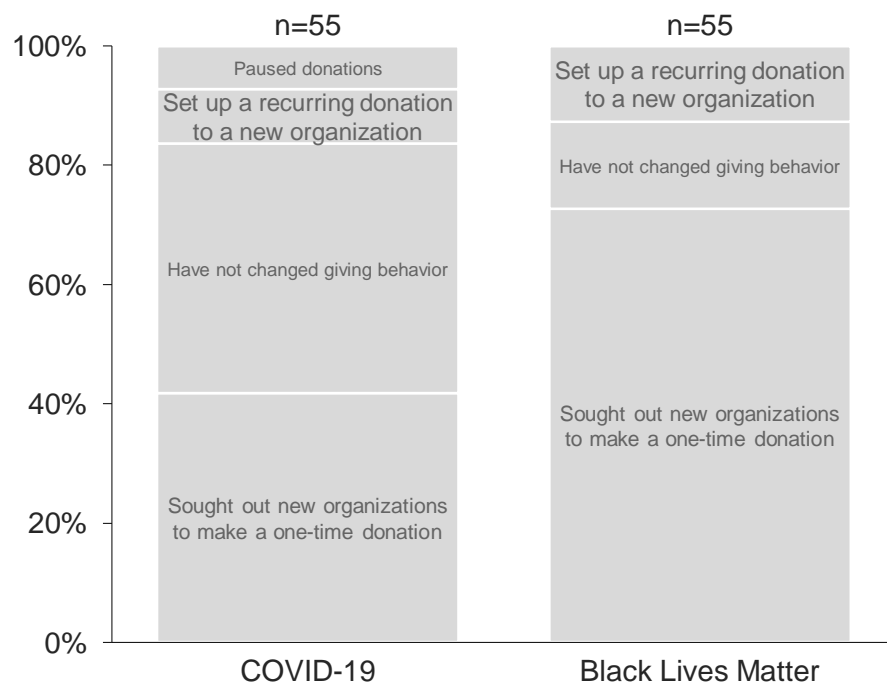 n=55
n=55
100%
80%
60%
40%
20%
0%
Paused donations
Set up a recurring donation
to a new organization
Have not changed giving behavior
Sought out new organizations
to make a one-time donation
Set up a recurring donation
to a new organization
Have not changed giving behavior
Sought out new organizations
to make a one-time donation
COVID-19
Black Lives Matter